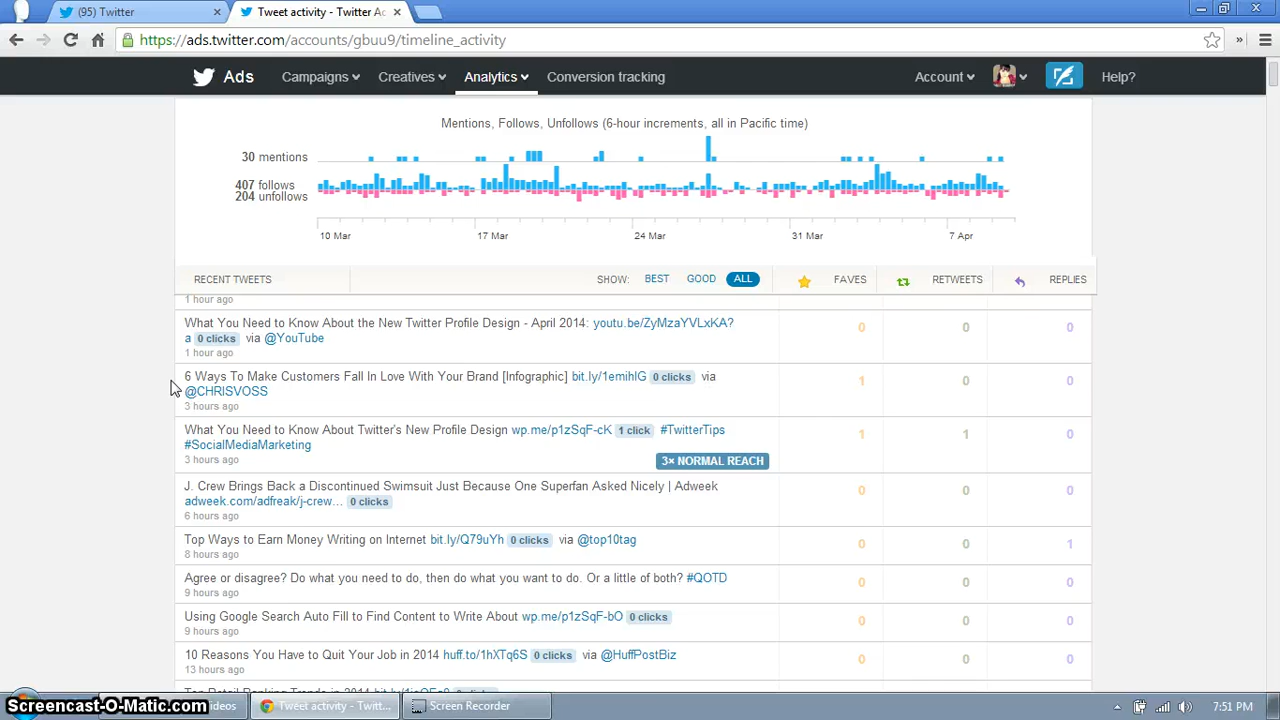 (95) Twitter
Tweet activity - Twitter Ac
https://ads.twitter.com/accounts/gbuu9/timeline_activity
Ads Campaigns Creatives Analytics Conversion tracking Account Help?
Mentions, Follows, Unfollows (6-hour increments, all in Pacific time)
30 mentions
407 follows
204 unfollows
10 Mar 17 Mar 24 Mar 31 Mar 7 Apr
RECENT TWEETS SHOW: BEST GOOD ALL FAVES RETWEETS REPLIES
1 hour ago
What You Need to Know About the New Twitter Profile Design - April 2014: youtu.be/ZyMzaYVLxKA? 0 0 0
a 0 clicks via @YouTube
1 hour ago
6 Ways To Make Customers Fall In Love With Your Brand [Infographic] bit.ly/1emihIG 0 clicks via 1 0 0
@CHRISVOSS
3 hours ago
What You Need to Know About Twitter's New Profile Design wp.me/p1zSqF-cK 1 click #TwitterTips 1 1 0
#SocialMediaMarketing
3 hours ago 3× NORMAL REACH
J. Crew Brings Back a Discontinued Swimsuit Just Because One Superfan Asked Nicely | Adweek 0 0 0
adweek.com/adfreak/j-crew… 0 clicks
6 hours ago
Top Ways to Earn Money Writing on Internet bit.ly/Q79uYh 0 clicks via @top10tag 0 0 1
8 hours ago
Agree or disagree? Do what you need to do, then do what you want to do. Or a little of both? #QOTD 0 0 0
9 hours ago
Using Google Search Auto Fill to Find Content to Write About wp.me/p1zSqF-bO 0 clicks 0 0 0
9 hours ago
10 Reasons You Have to Quit Your Job in 2014 huff.to/1hXTq6S 0 clicks via @HuffPostBiz 0 0 0
13 hours ago
Screencast-O-Matic.com Tweet activity - Twitt... Screen Recorder 7:51 PM